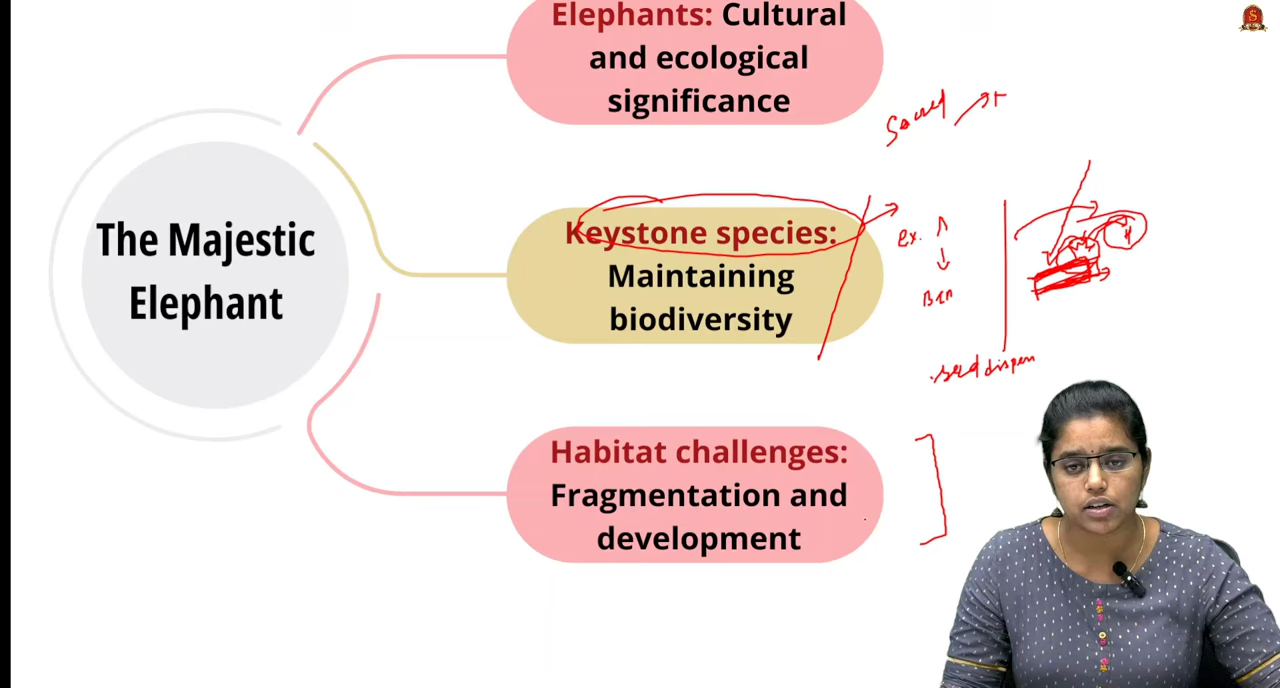 Elephants: Cultural
and ecological
significance
The Majestic
Elephant
Keystone species:
Maintaining
biodiversity
ex.
Habitat challenges:
Fragmentation and
development
S